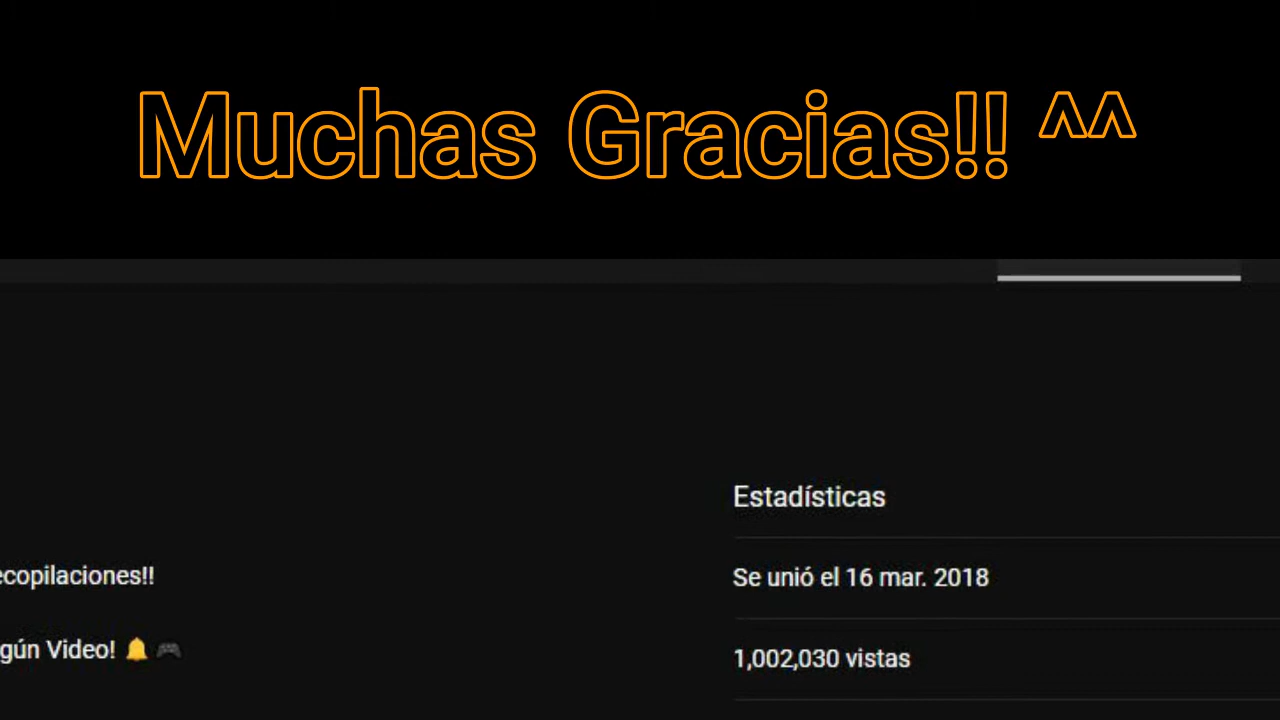 Muchas Gracias!! ^^
Estadísticas
ecopilaciones!!
Se unió el 16 mar. 2018
gún Video! 🔔 🎮
1,002,030 vistas